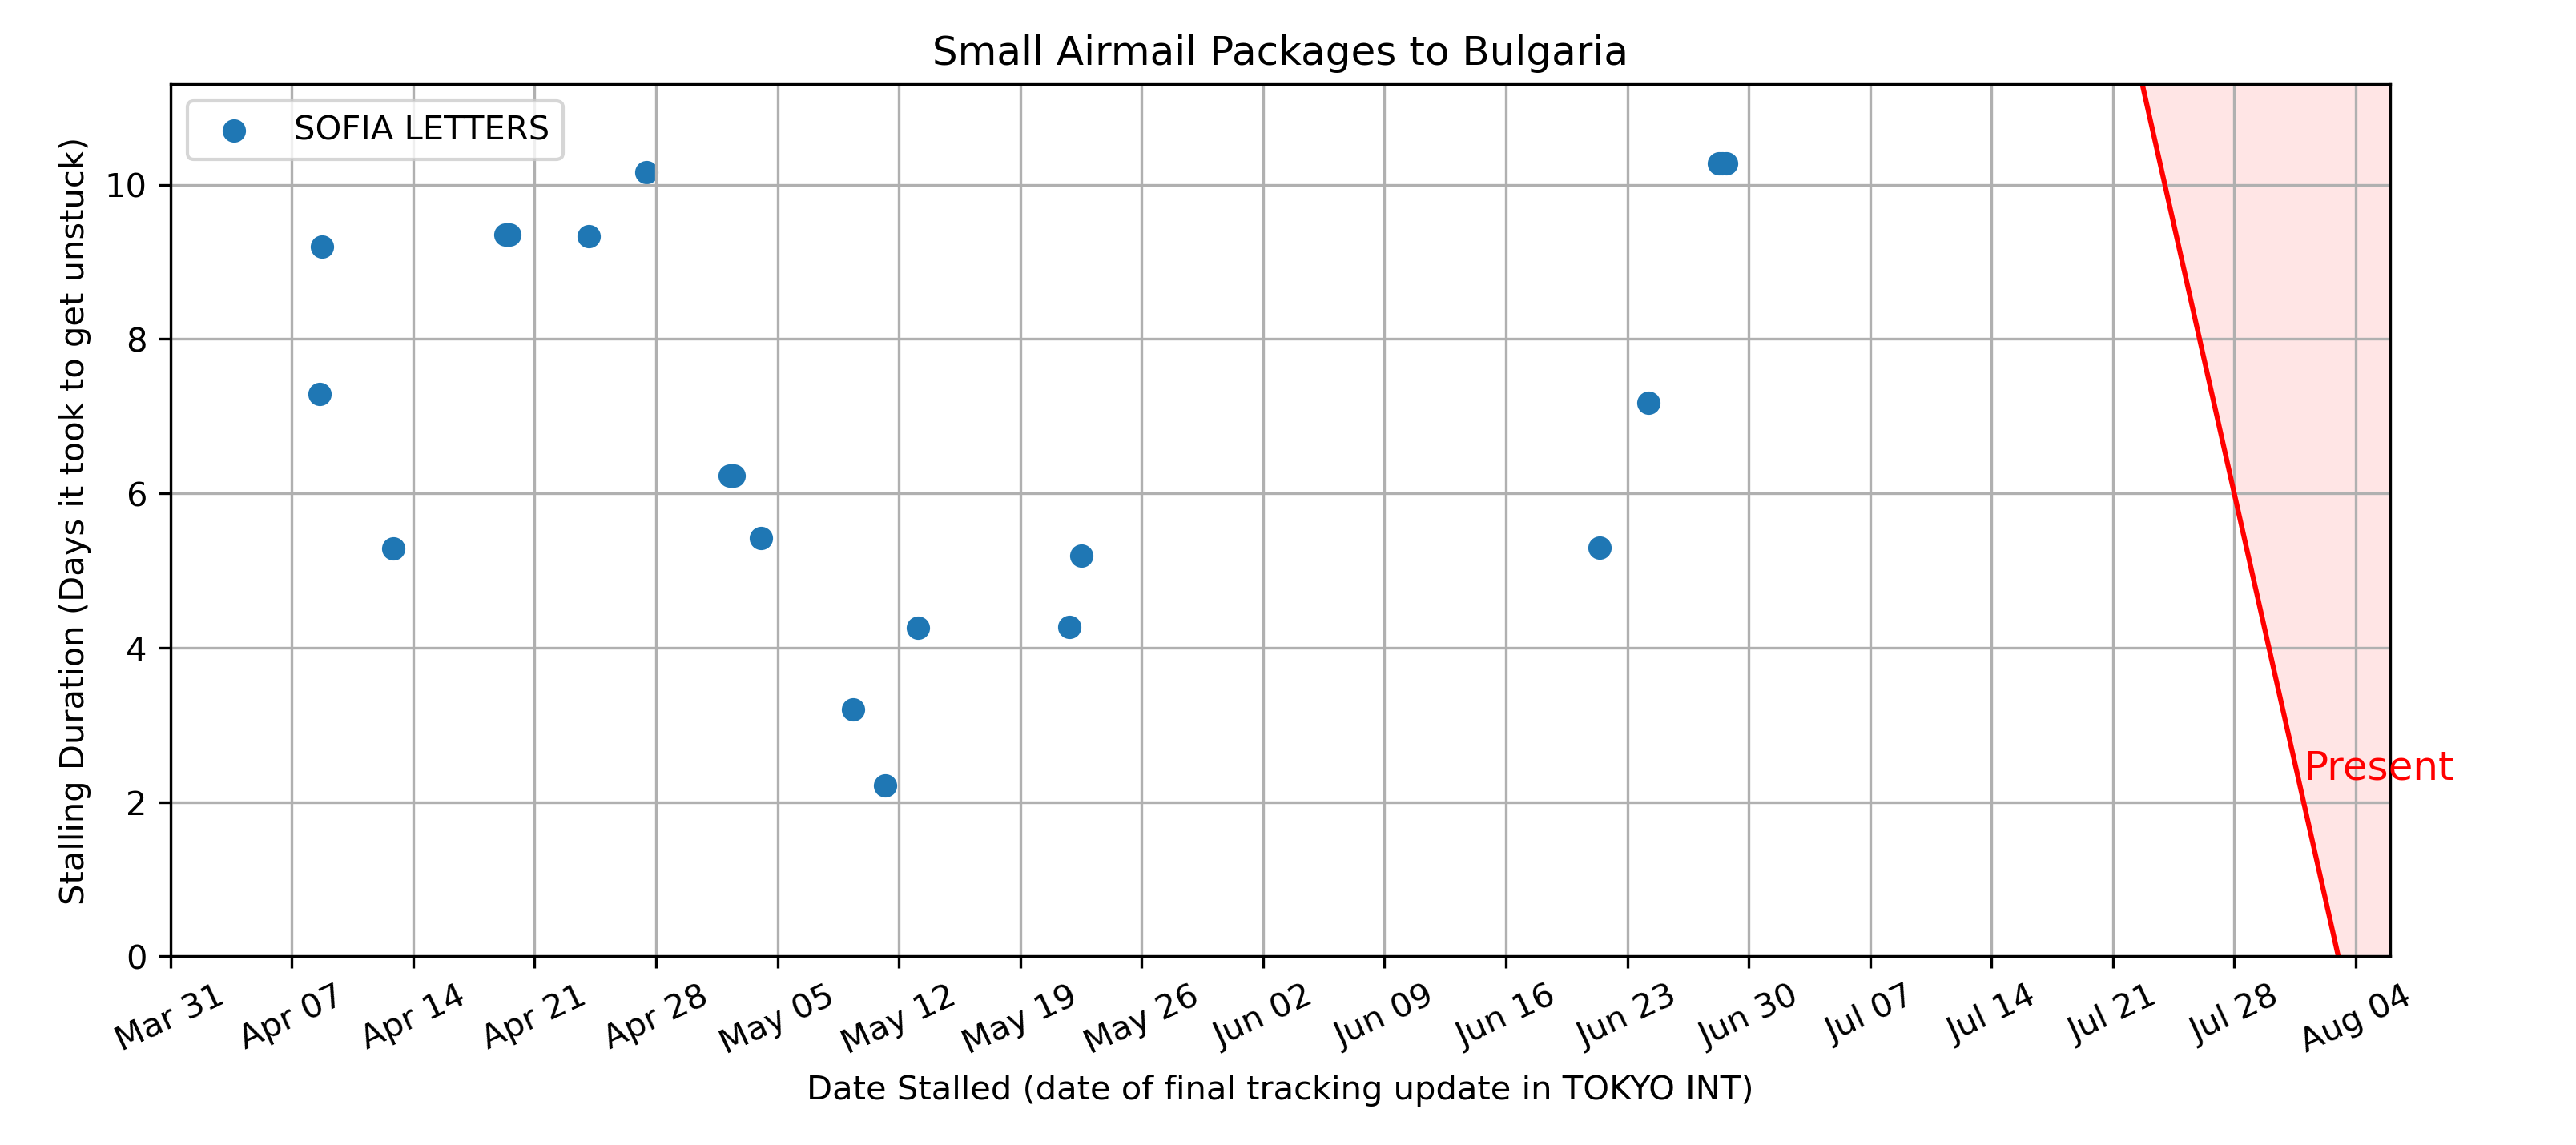 Small Airmail Packages to Bulgaria
SOFIA LETTERS
Stalling Duration (Days it took to get unstuck)
10
8
6
4
2
0
Present
Mar 31
Apr 07
Apr 14
Apr 21
Apr 28
May 05
May 12
May 19
May 26
Jun 02
Jun 09
Jun 16
Jun 23
Jun 30
Jul 07
Jul 14
Jul 21
Jul 28
Aug 04
Date Stalled (date of final tracking update in TOKYO INT)